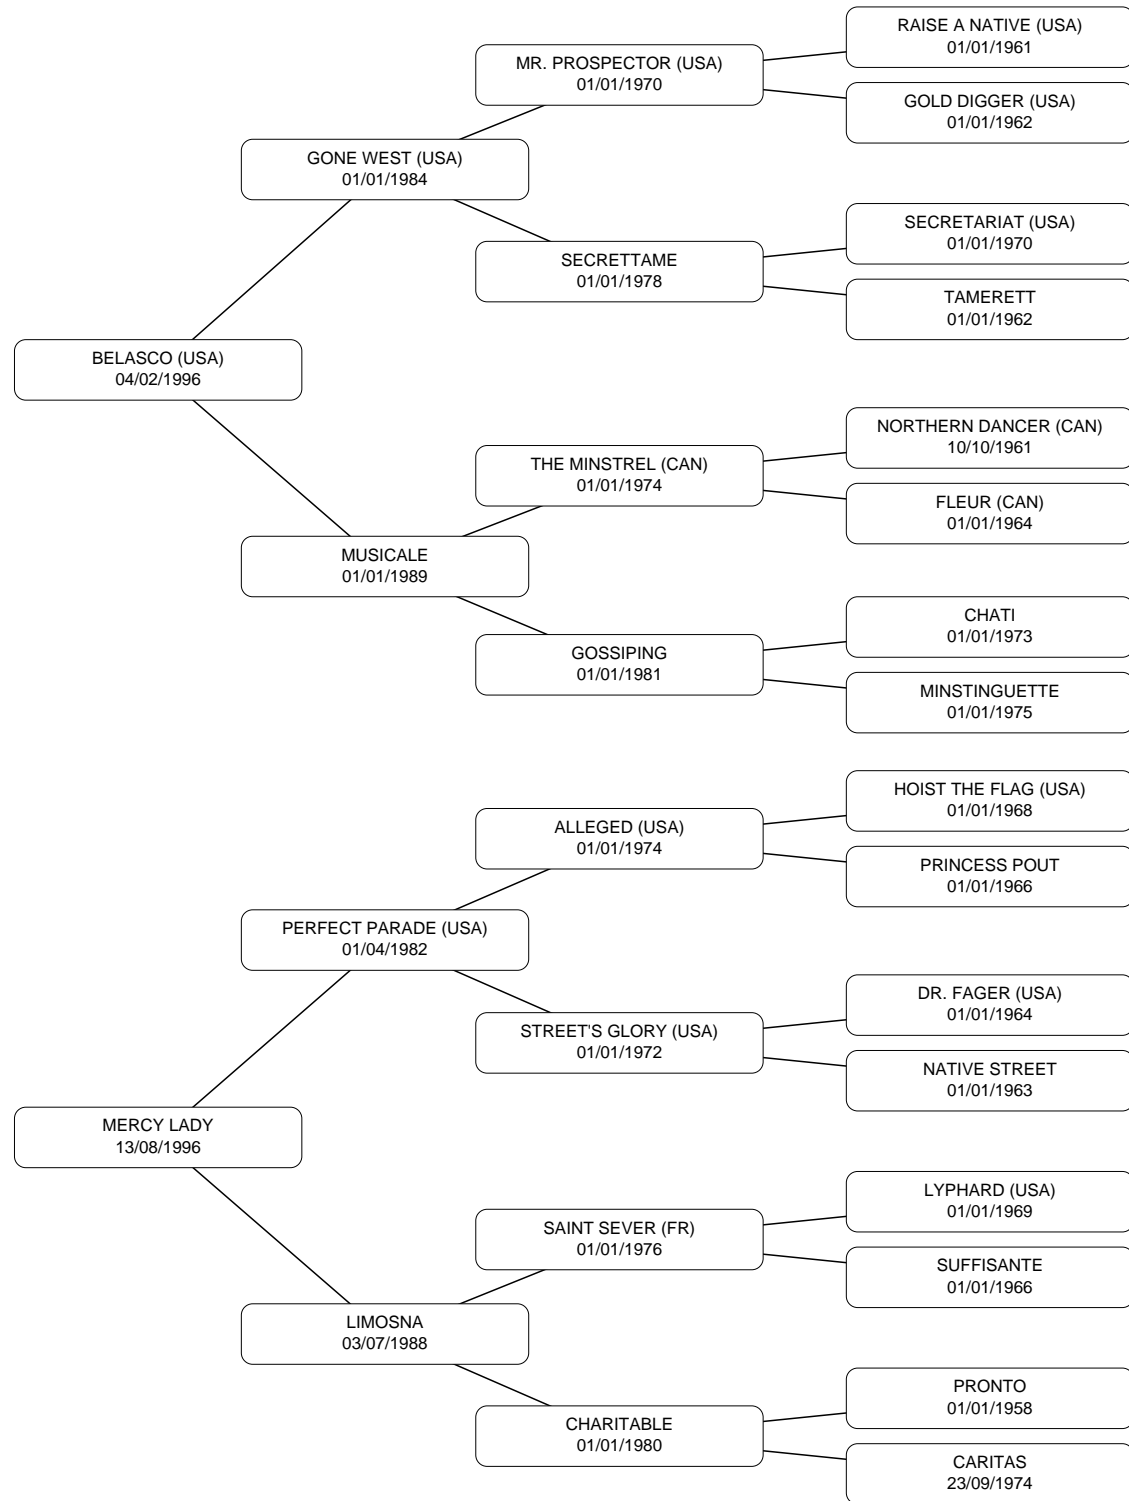 RAISE A NATIVE (USA)
01/01/1961
MR. PROSPECTOR (USA)
01/01/1970
GOLD DIGGER (USA)
01/01/1962
GONE WEST (USA)
01/01/1984
SECRETARIAT (USA)
01/01/1970
SECRETTAME
01/01/1978
TAMERETT
01/01/1962
BELASCO (USA)
04/02/1996
NORTHERN DANCER (CAN)
10/10/1961
THE MINSTREL (CAN)
01/01/1974
FLEUR (CAN)
01/01/1964
MUSICALE
01/01/1989
CHATI
01/01/1973
GOSSIPING
01/01/1981
MINSTINGUETTE
01/01/1975
HOIST THE FLAG (USA)
01/01/1968
ALLEGED (USA)
01/01/1974
PRINCESS POUT
01/01/1966
PERFECT PARADE (USA)
01/04/1982
DR. FAGER (USA)
01/01/1964
STREET'S GLORY (USA)
01/01/1972
NATIVE STREET
01/01/1963
MERCY LADY
13/08/1996
LYPHARD (USA)
01/01/1969
SAINT SEVER (FR)
01/01/1976
SUFFISANTE
01/01/1966
LIMOSNA
03/07/1988
PRONTO
01/01/1958
CHARITABLE
01/01/1980
CARITAS
23/09/1974